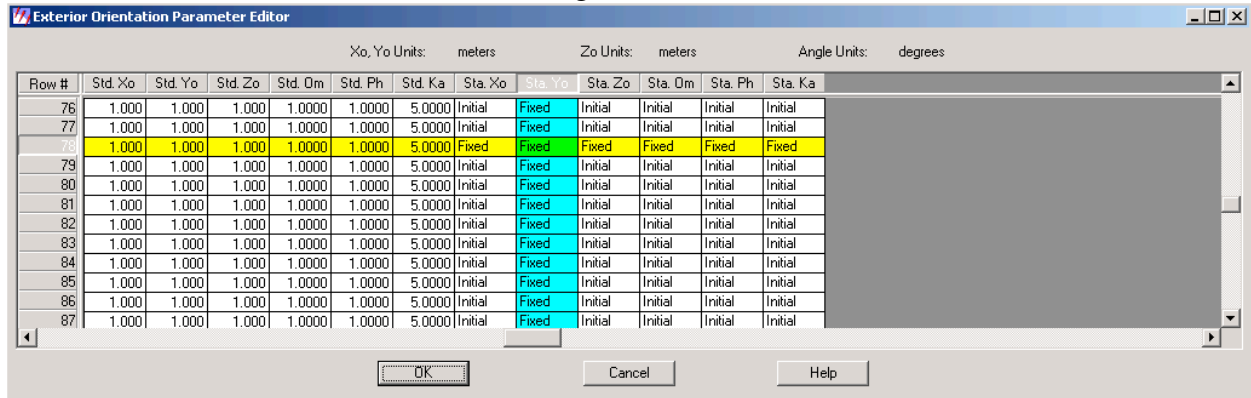 Exterior Orientation Parameter Editor
Xo, Yo Units: meters Zo Units: meters Angle Units: degrees
Row # Std. Xo Std. Yo Std. Zo Std. Om Std. Ph Std. Ka Sta. Xo Sta. Yo Sta. Zo Sta. Om Sta. Ph Sta. Ka
76 1.000 1.000 1.000 1.0000 1.0000 5.0000 Initial Fixed Initial Initial Initial Initial
77 1.000 1.000 1.000 1.0000 1.0000 5.0000 Initial Fixed Initial Initial Initial Initial
78 1.000 1.000 1.000 1.0000 1.0000 5.0000 Fixed Fixed Fixed Fixed Fixed Fixed
79 1.000 1.000 1.000 1.0000 1.0000 5.0000 Initial Fixed Initial Initial Initial Initial
80 1.000 1.000 1.000 1.0000 1.0000 5.0000 Initial Fixed Initial Initial Initial Initial
81 1.000 1.000 1.000 1.0000 1.0000 5.0000 Initial Fixed Initial Initial Initial Initial
82 1.000 1.000 1.000 1.0000 1.0000 5.0000 Initial Fixed Initial Initial Initial Initial
83 1.000 1.000 1.000 1.0000 1.0000 5.0000 Initial Fixed Initial Initial Initial Initial
84 1.000 1.000 1.000 1.0000 1.0000 5.0000 Initial Fixed Initial Initial Initial Initial
85 1.000 1.000 1.000 1.0000 1.0000 5.0000 Initial Fixed Initial Initial Initial Initial
86 1.000 1.000 1.000 1.0000 1.0000 5.0000 Initial Fixed Initial Initial Initial Initial
87 1.000 1.000 1.000 1.0000 1.0000 5.0000 Initial Fixed Initial Initial Initial Initial
OK Cancel Help